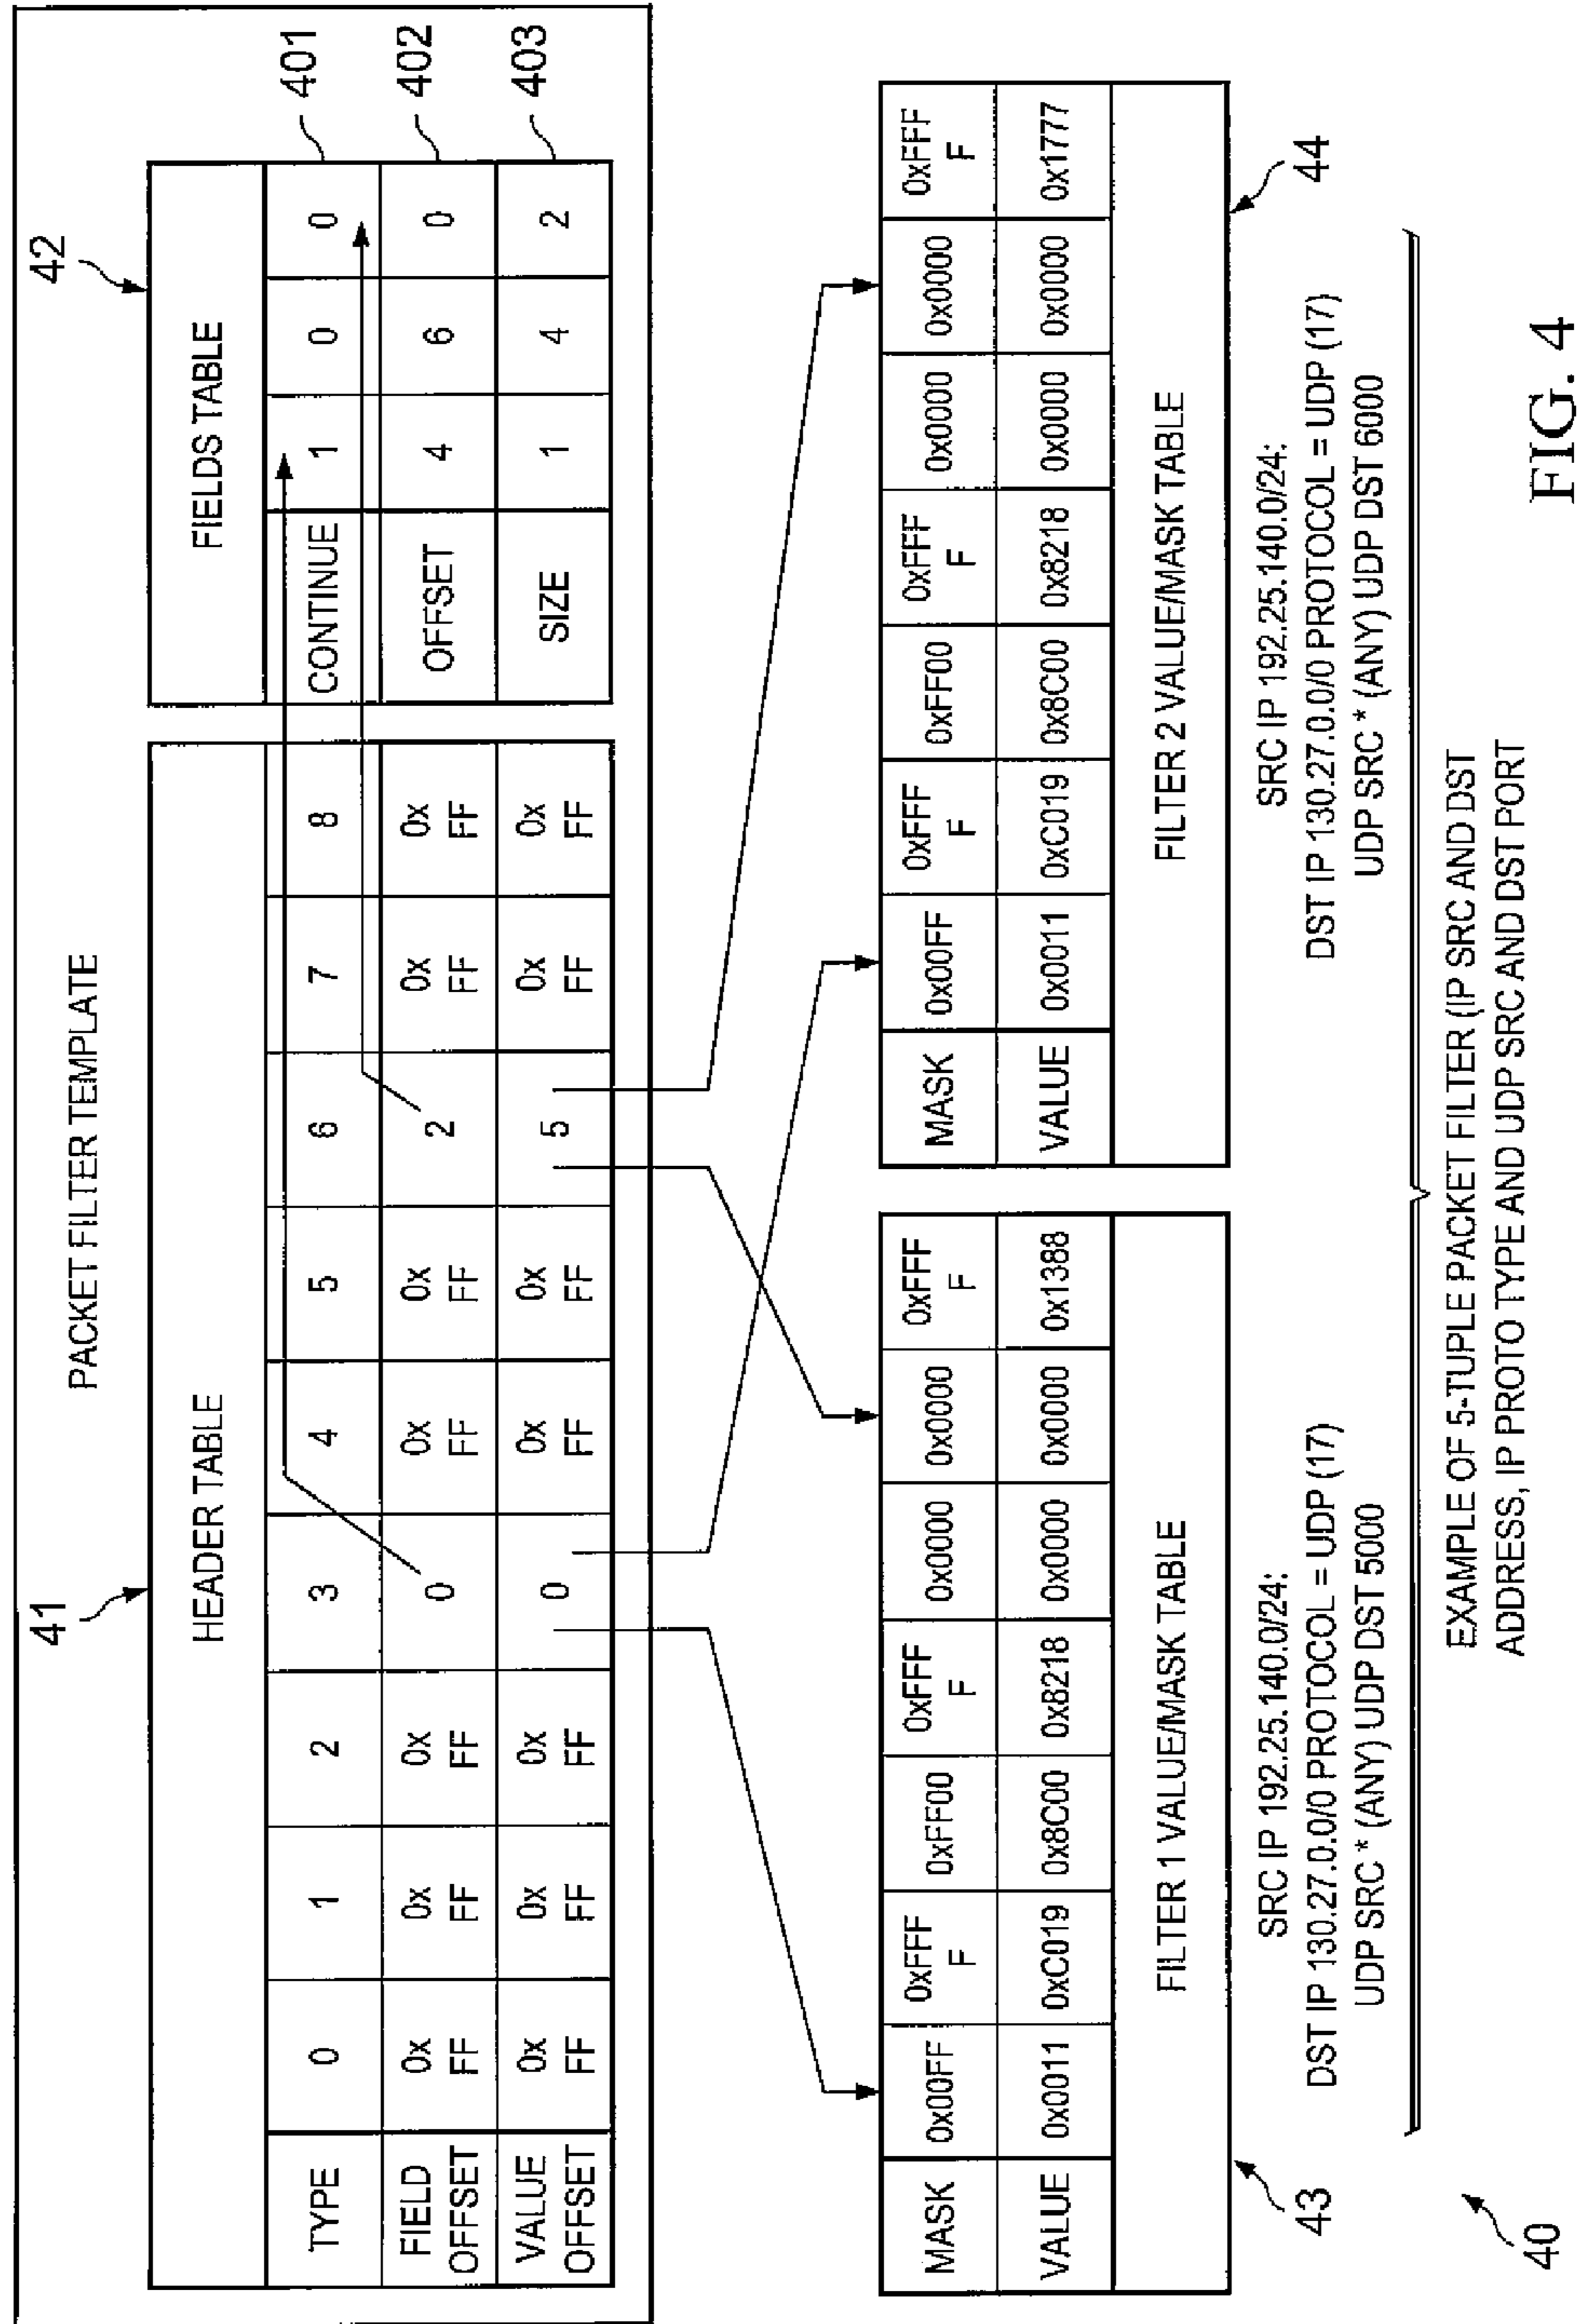 PACKET FILTER TEMPLATE
41
HEADER TABLE
TYPE 0 1 2 3 4 5 6 7 8
FIELD OFFSET 0x FF 0x FF 0x FF 0 0x FF 0x FF 2 0x FF 0x FF
VALUE OFFSET 0x FF 0x FF 0x FF 0 0x FF 0x FF 5 0x FF 0x FF
42
FIELDS TABLE
CONTINUE 1 0 0 401
OFFSET 4 6 0 402
SIZE 1 4 2 403
MASK 0x00FF 0xFFF F 0xFF00 0xFFF F 0x0000 0x0000 0xFFF F
VALUE 0x0011 0xC019 0x8C00 0x8218 0x0000 0x0000 0x1388
FILTER 1 VALUE/MASK TABLE
43
SRC IP 192.25.140.0/24:
DST IP 130.27.0.0/0 PROTOCOL = UDP (17)
UDP SRC * (ANY) UDP DST 5000
MASK 0x00FF 0xFFF F 0xFF00 0xFFF F 0x0000 0x0000 0xFFF F
VALUE 0x0011 0xC019 0x8C00 0x8218 0x0000 0x0000 0x1777
FILTER 2 VALUE/MASK TABLE
44
SRC IP 192.25.140.0/24:
DST IP 130.27.0.0/0 PROTOCOL = UDP (17)
UDP SRC * (ANY) UDP DST 6000
40
EXAMPLE OF 5-TUPLE PACKET FILTER (IP SRC AND DST
ADDRESS, IP PROTO TYPE AND UDP SRC AND DST PORT
FIG. 4